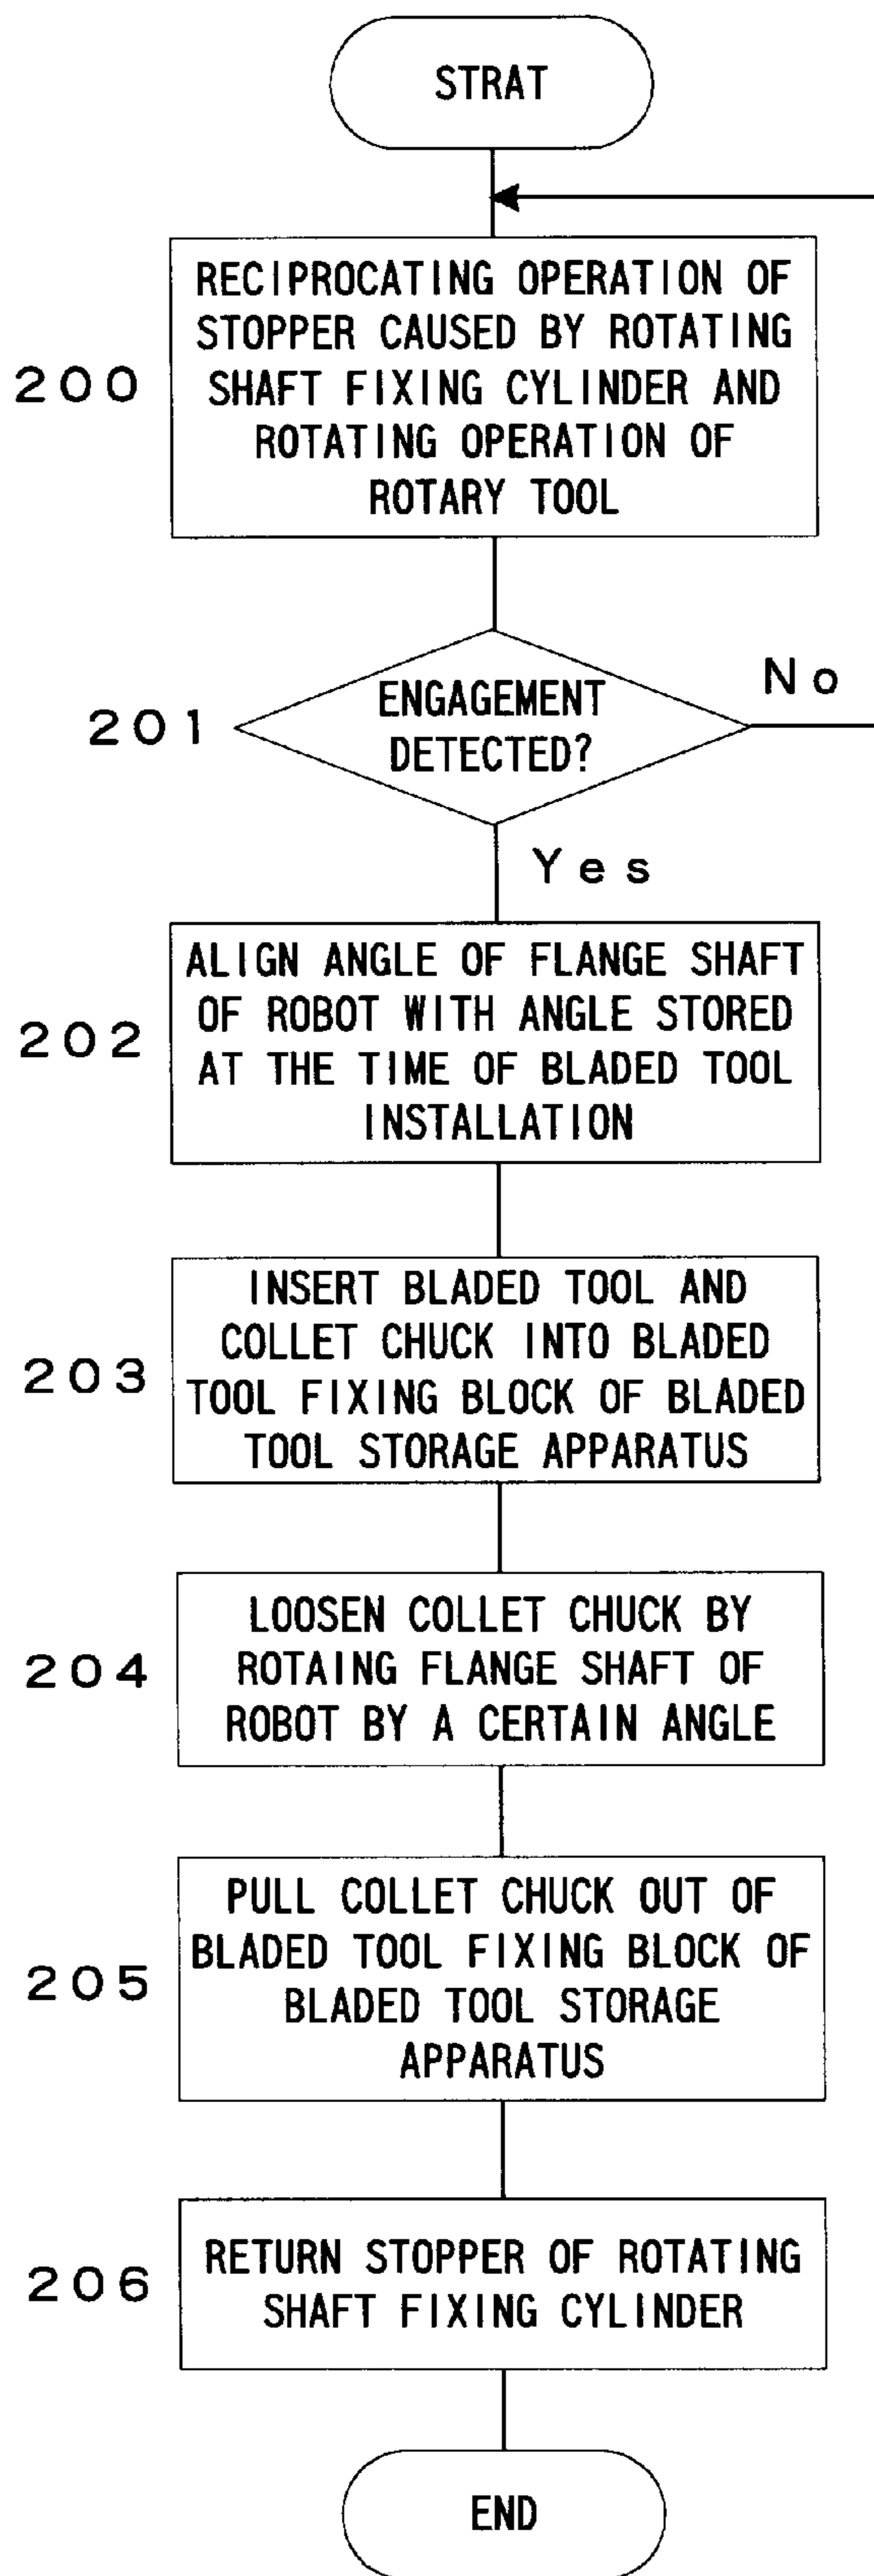 STRAT
200
RECIPROCATING OPERATION OF
STOPPER CAUSED BY ROTATING
SHAFT FIXING CYLINDER AND
ROTATING OPERATION OF
ROTARY TOOL
201
ENGAGEMENT
DETECTED?
No
Yes
202
ALIGN ANGLE OF FLANGE SHAFT
OF ROBOT WITH ANGLE STORED
AT THE TIME OF BLADED TOOL
INSTALLATION
203
INSERT BLADED TOOL AND
COLLET CHUCK INTO BLADED
TOOL FIXING BLOCK OF BLADED
TOOL STORAGE APPARATUS
204
LOOSEN COLLET CHUCK BY
ROTAING FLANGE SHAFT OF
ROBOT BY A CERTAIN ANGLE
205
PULL COLLET CHUCK OUT OF
BLADED TOOL FIXING BLOCK OF
BLADED TOOL STORAGE
APPARATUS
206
RETURN STOPPER OF ROTATING
SHAFT FIXING CYLINDER
END